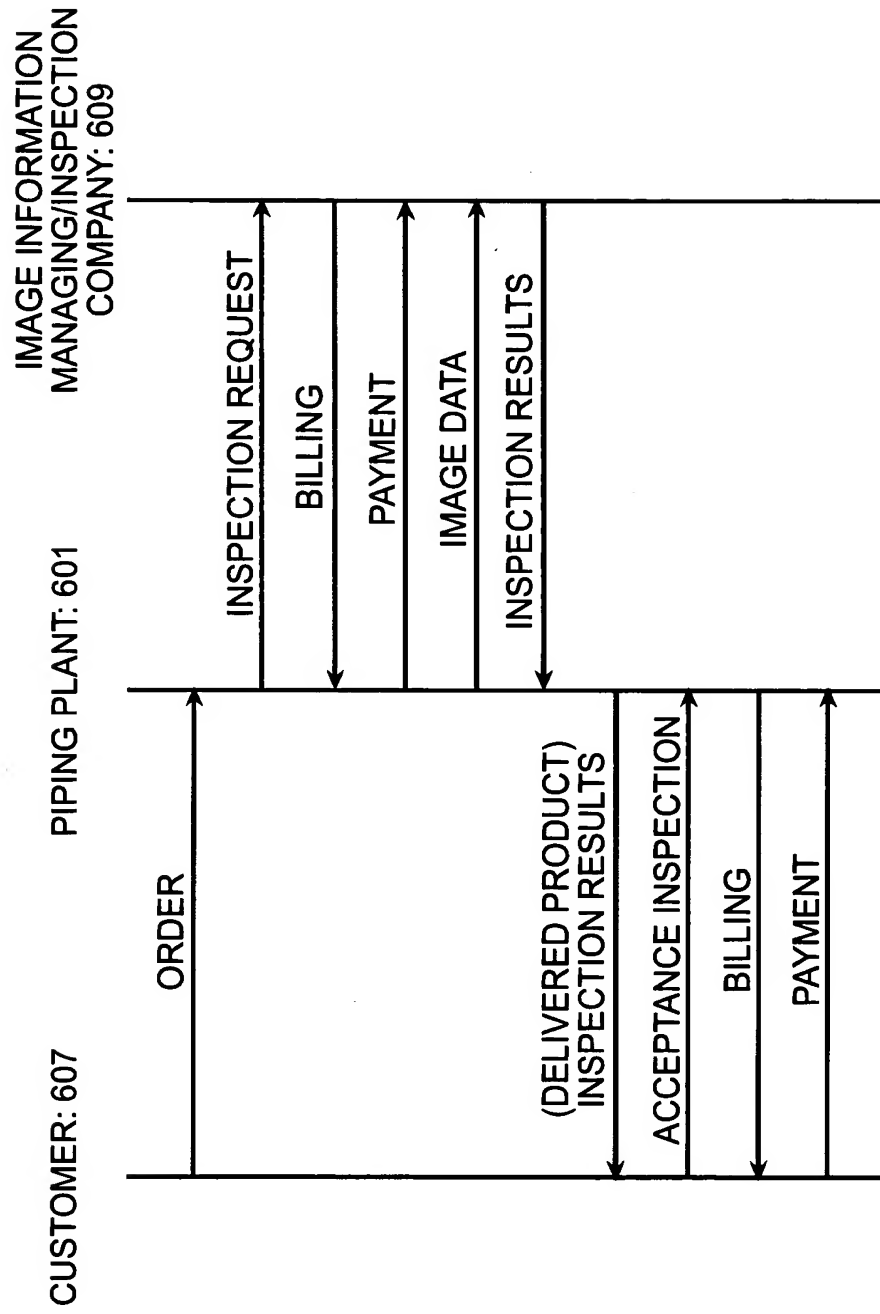 CUSTOMER: 607
PIPING PLANT: 601
IMAGE INFORMATION
MANAGING/INSPECTION
COMPANY: 609
ORDER
INSPECTION REQUEST
BILLING
PAYMENT
IMAGE DATA
INSPECTION RESULTS
(DELIVERED PRODUCT)
INSPECTION RESULTS
ACCEPTANCE INSPECTION
BILLING
PAYMENT